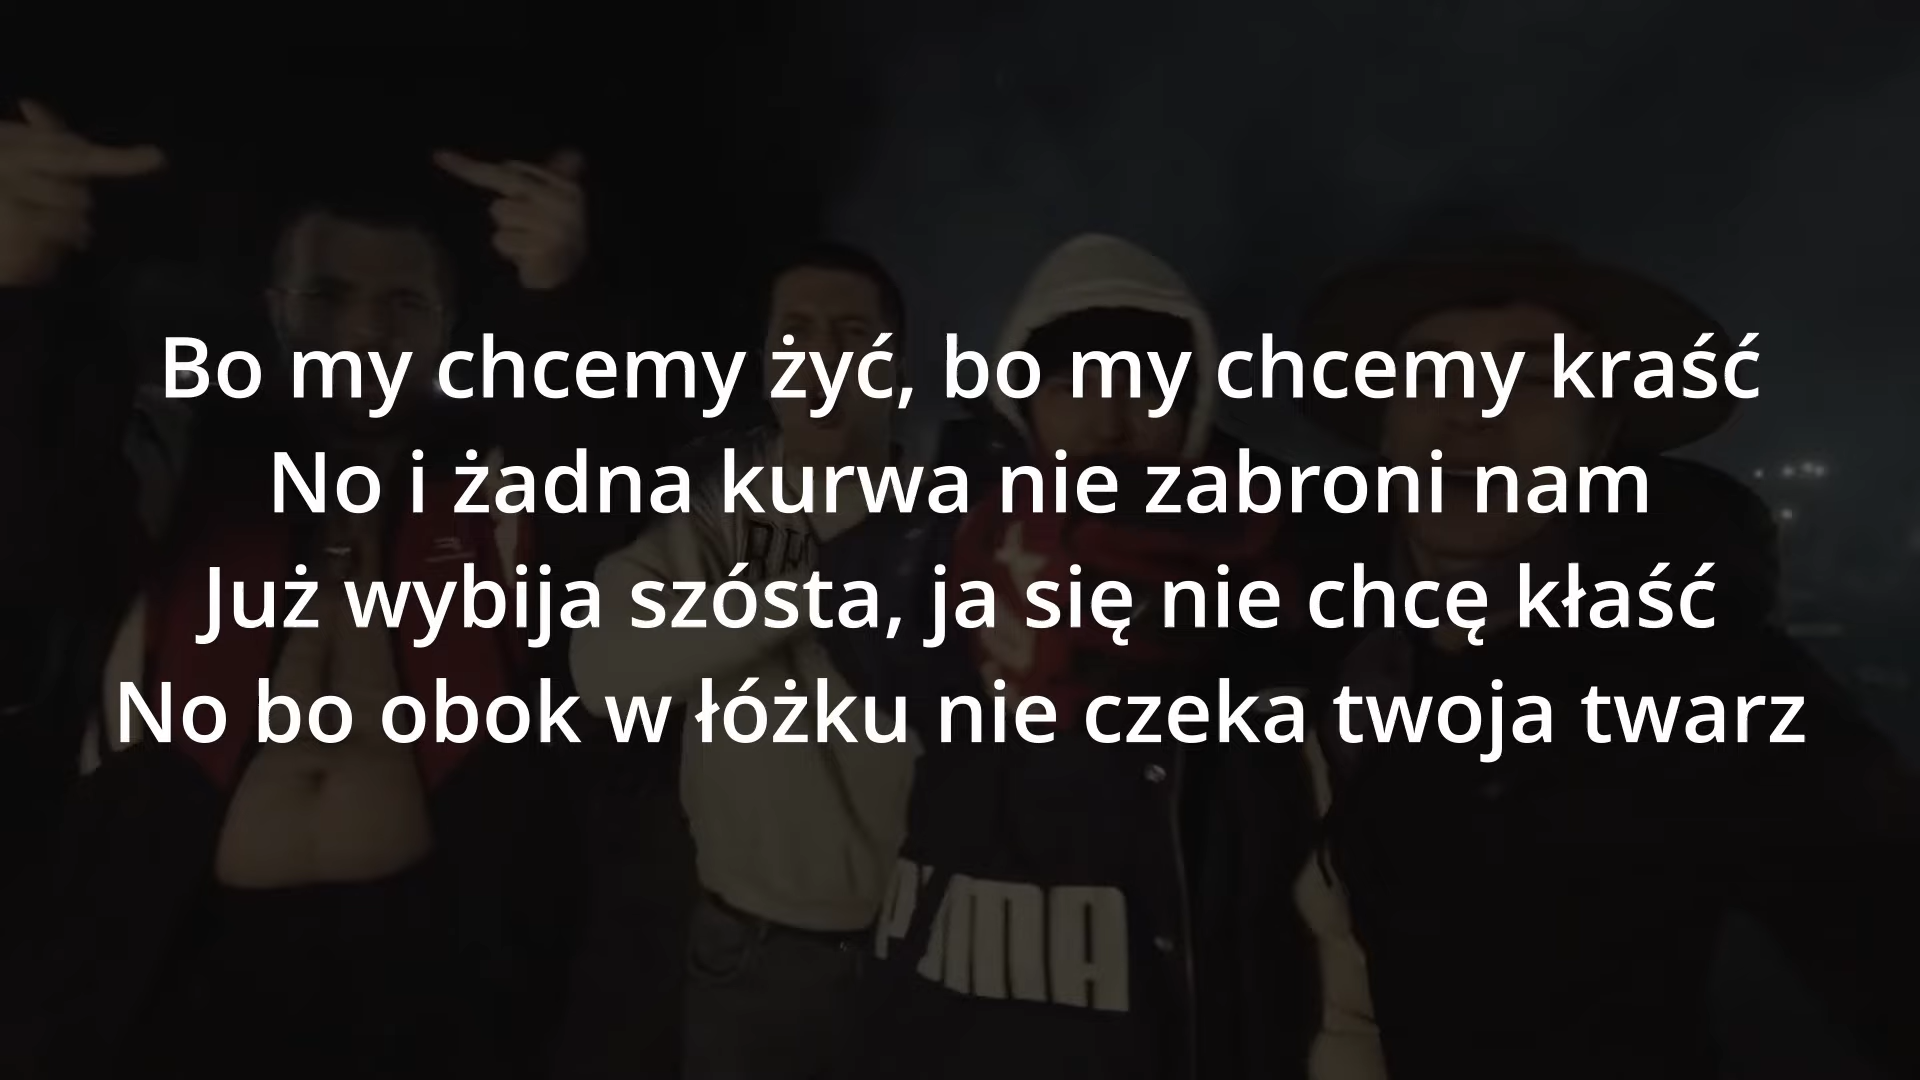 Bo my chcemy żyć, bo my chcemy kraść
No i żadna kurwa nie zabroni nam
Już wybija szósta, ja się nie chcę kłaść
No bo obok w łóżku nie czeka twoja twarz
PUMA